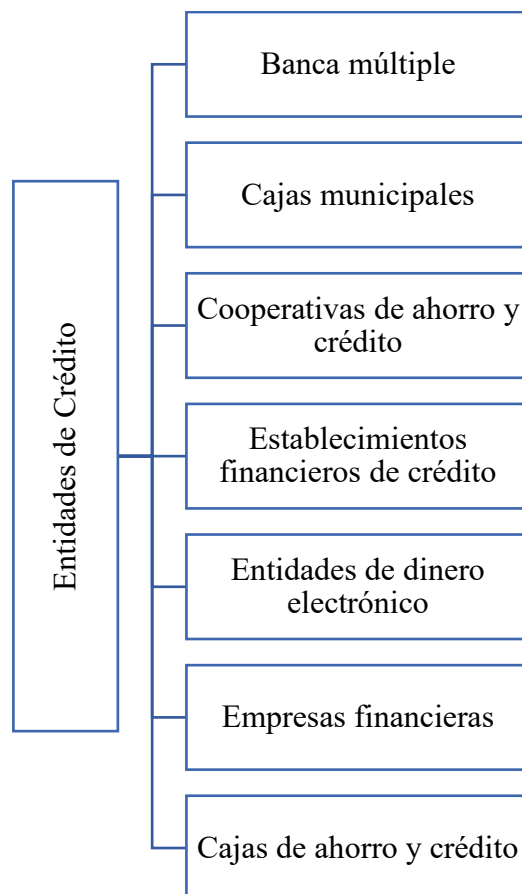 Entidades de Crédito
Banca múltiple
Cajas municipales
Cooperativas de ahorro y
crédito
Establecimientos
financieros de crédito
Entidades de dinero
electrónico
Empresas financieras
Cajas de ahorro y crédito